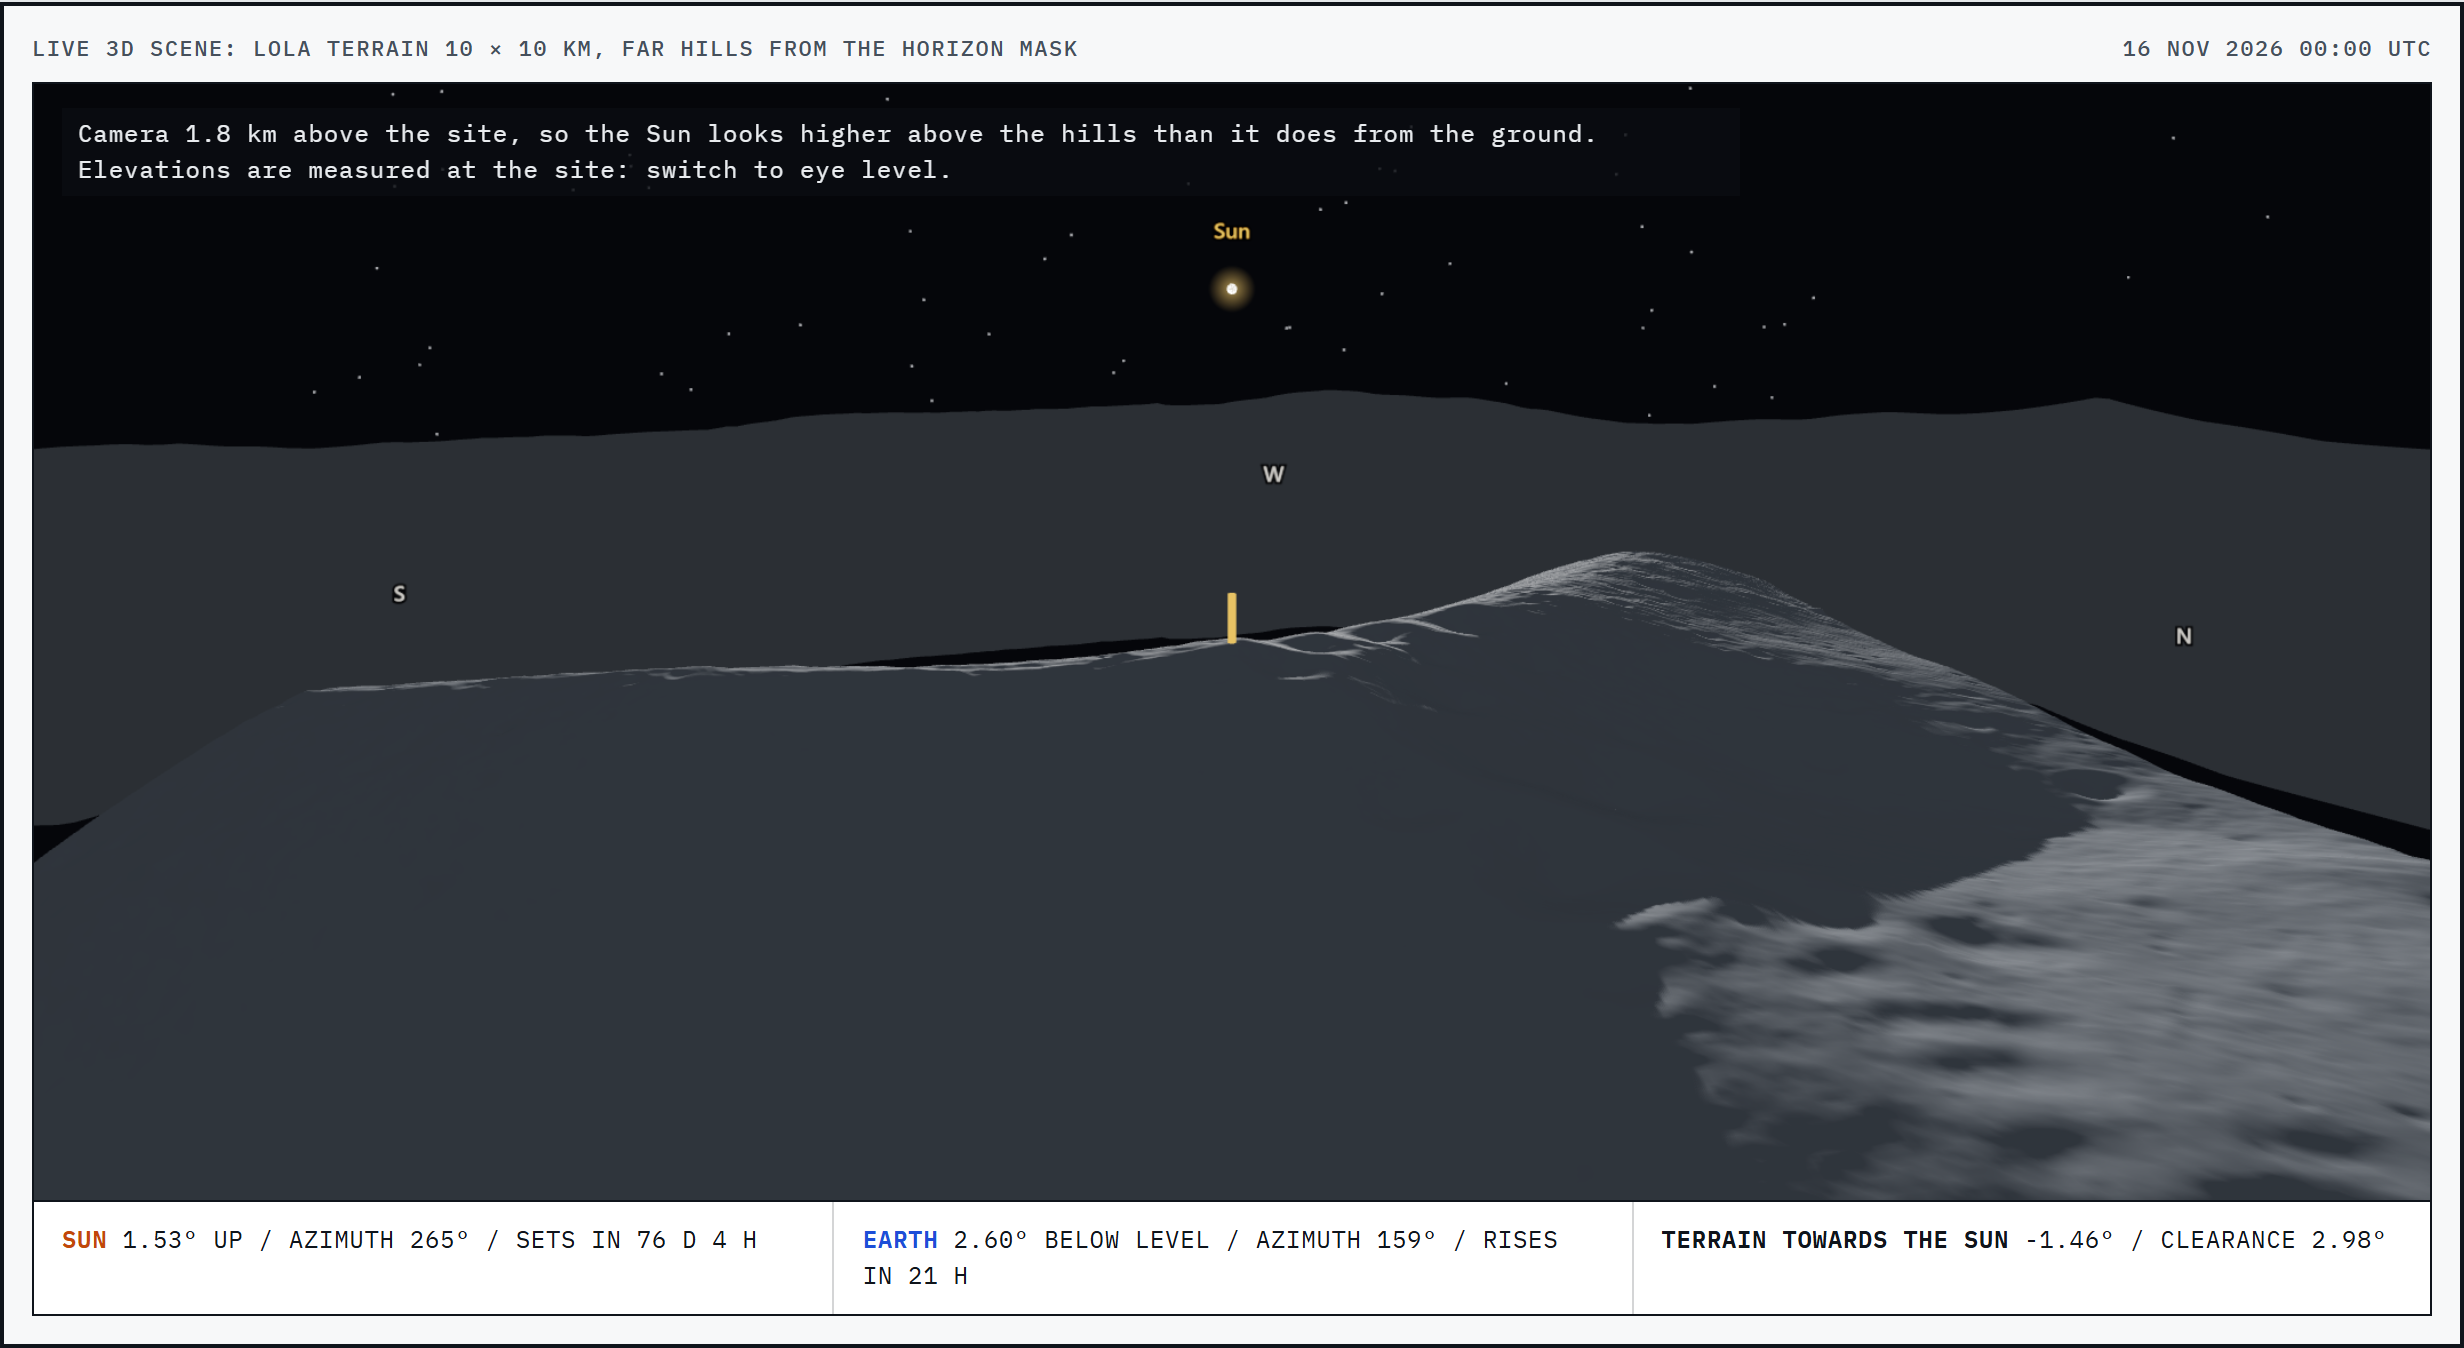 LIVE 3D SCENE: LOLA TERRAIN 10 × 10 KM, FAR HILLS FROM THE HORIZON MASK
16 NOV 2026 00:00 UTC
Camera 1.8 km above the site, so the Sun looks higher above the hills than it does from the ground.
Elevations are measured at the site: switch to eye level.
Sun
W
S
N
SUN 1.53° UP / AZIMUTH 265° / SETS IN 76 D 4 H
EARTH 2.60° BELOW LEVEL / AZIMUTH 159° / RISES
IN 21 H
TERRAIN TOWARDS THE SUN -1.46° / CLEARANCE 2.98°